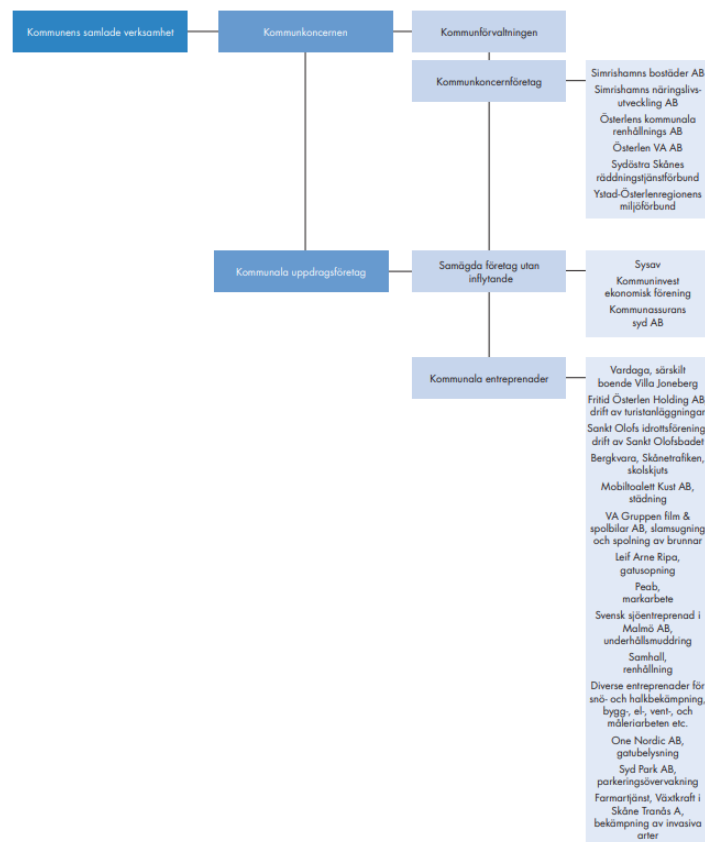 Kommunens samlade verksamhet
Kommunkoncernen
Kommunförvaltningen
Kommunkoncernföretag
Simrishamns bostäder AB
Simrishamns näringslivs-
utveckling AB
Österlens kommunala
renhållnings AB
Österlen VA AB
Sydöstra Skånes
räddningstjänstförbund
Ystad-Österlenregionens
miljöförbund
Kommunala uppdragsföretag
Samägda företag utan
inflytande
Sysav
Kommuninvest
ekonomisk förening
Kommunassurans
syd AB
Kommunala entreprenader
Vardaga, särskilt
boende Villa Joneberg
Fritid Österlen Holding AB
drift av turistanläggningar
Sankt Olofs idrottsförening,
drift av Sankt Olofsbadet
Bergkvara, Skånetrafiken,
skolskjuts
Mobiltoalett Kust AB,
städning
VA Gruppen film &
spolbilar AB, slamsugning
och spolning av brunnar
Leif Arne Ripa,
gatusopning
Peab,
markarbete
Svensk sjöentreprenad i
Malmö AB,
underhållsmuddring
Samhall,
renhållning
Diverse entreprenader för
snö- och halkbekämpning,
bygg-, el-, vent-, och
måleriarbeten etc.
One Nordic AB,
gatubelysning
Syd Park AB,
parkeringsövervakning
Farmartjänst, Växtkraft i
Skåne Tranås A,
bekämpning av invasiva
arter